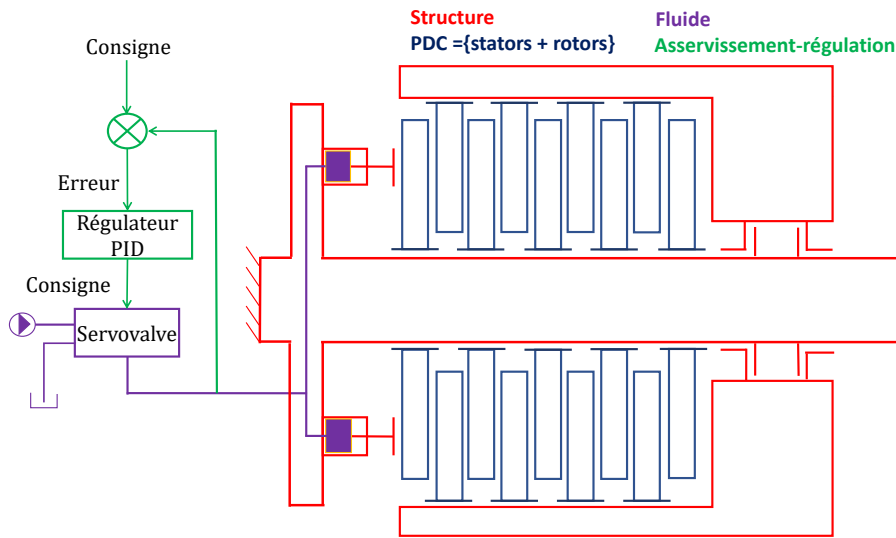 Structure
Fluide
PDC ={stators + rotors}
Asservissement-régulation
Consigne
Erreur
Régulateur
PID
Consigne
Servovalve